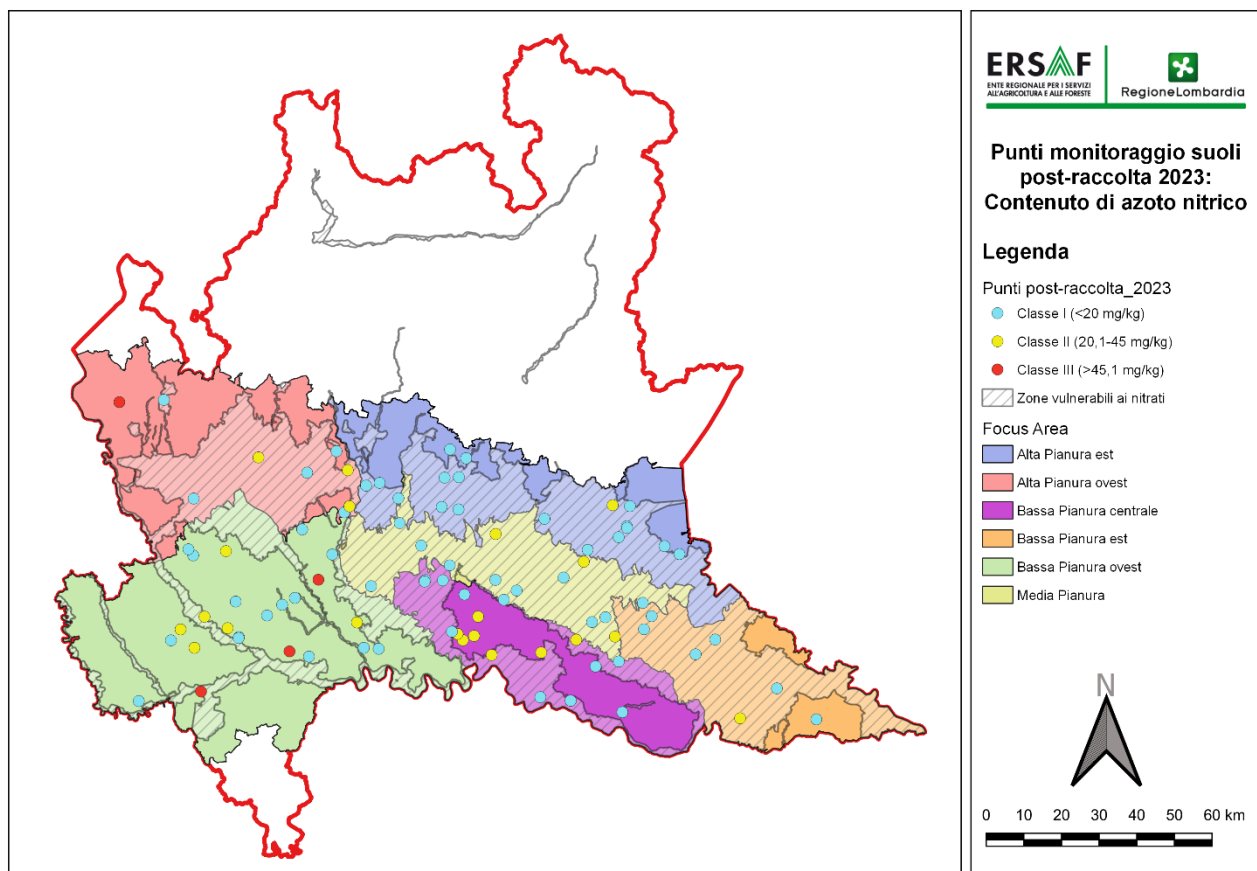 ERSAF
ENTE REGIONALE PER I SERVIZI
ALL'AGRICOLTURA E ALLE FORESTE
RegioneLombardia
Punti monitoraggio suoli
post-raccolta 2023:
Contenuto di azoto nitrico
Legenda
Punti post-raccolta_2023
Classe I (<20 mg/kg)
Classe II (20,1-45 mg/kg)
Classe III (>45,1 mg/kg)
Zone vulnerabili ai nitrati
Focus Area
Alta Pianura est
Alta Pianura ovest
Bassa Pianura centrale
Bassa Pianura est
Bassa Pianura ovest
Media Pianura
N
0 10 20 30 40 50 60 km